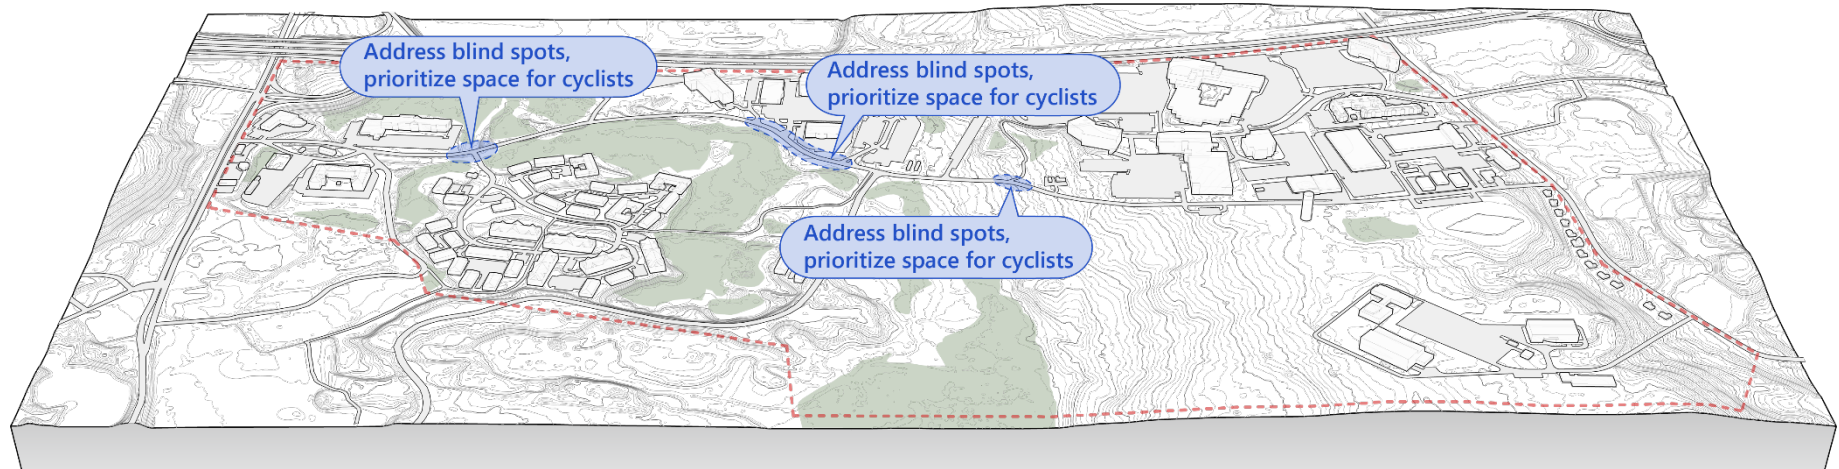 Address blind spots,
prioritize space for cyclists
Address blind spots,
prioritize space for cyclists
Address blind spots,
prioritize space for cyclists